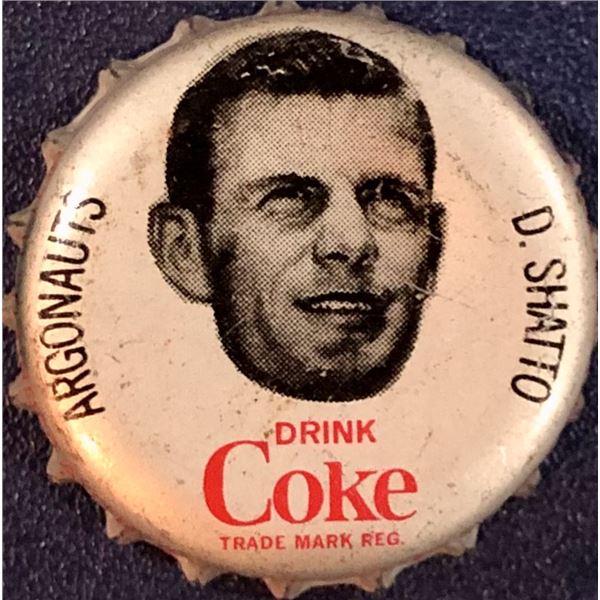 ARGONAUTS
D. SHATTO
DRINK
Coke
TRADE MARK REG.